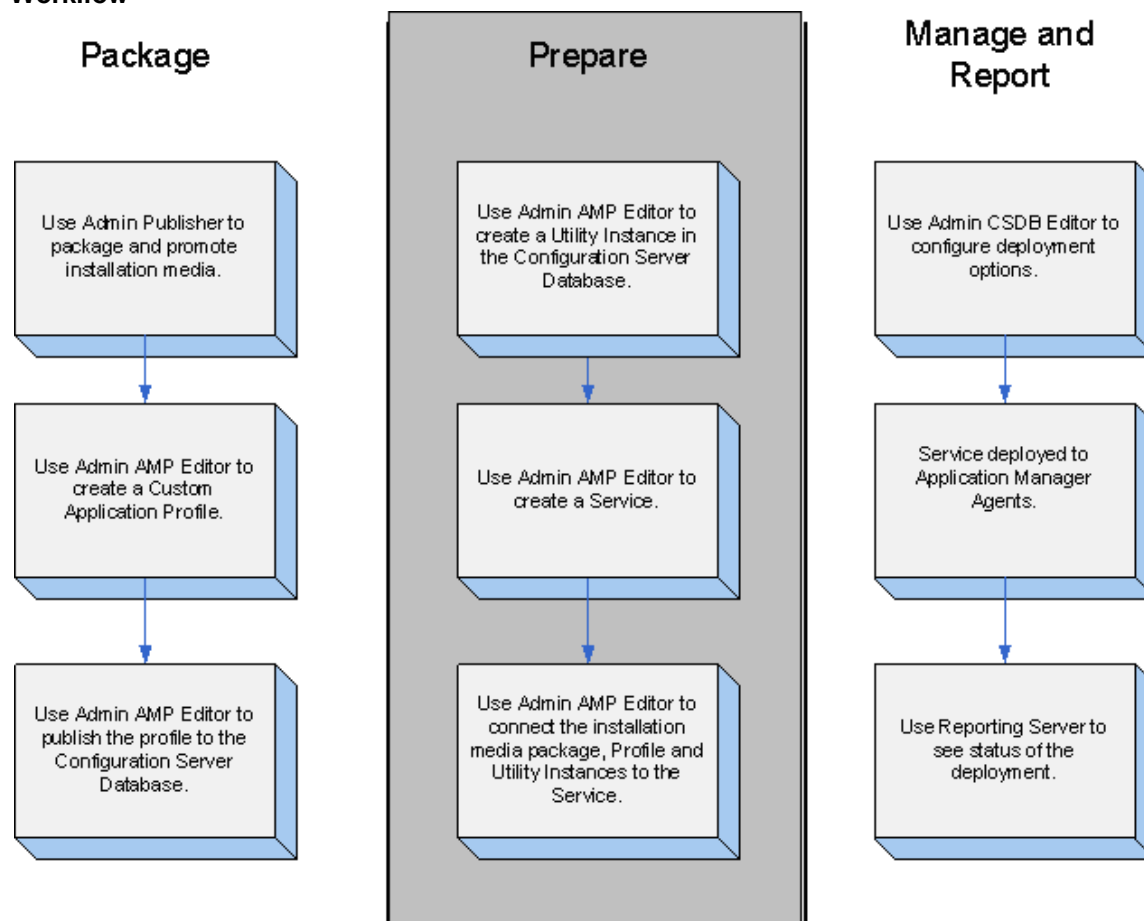 Workflow
Package
Use Admin Publisher to
package and promote
installation media.
Use Admin AMP Editor to
create a Custom
Application Profile.
Use Admin AMP Editor to
publish the profile to the
Configuration Server
Database.
Prepare
Use Admin AMP Editor to
create a Utility Instance in
the Configuration Server
Database.
Use Admin AMP Editor to
create a Service.
Use Admin AMP Editor to
connect the installation
media package, Profile and
Utility Instances to the
Service.
Manage and
Report
Use Admin CSDB Editor to
configure deployment
options.
Service deployed to
Application Manager
Agents.
Use Reporting Server to
see status of the
deployment.